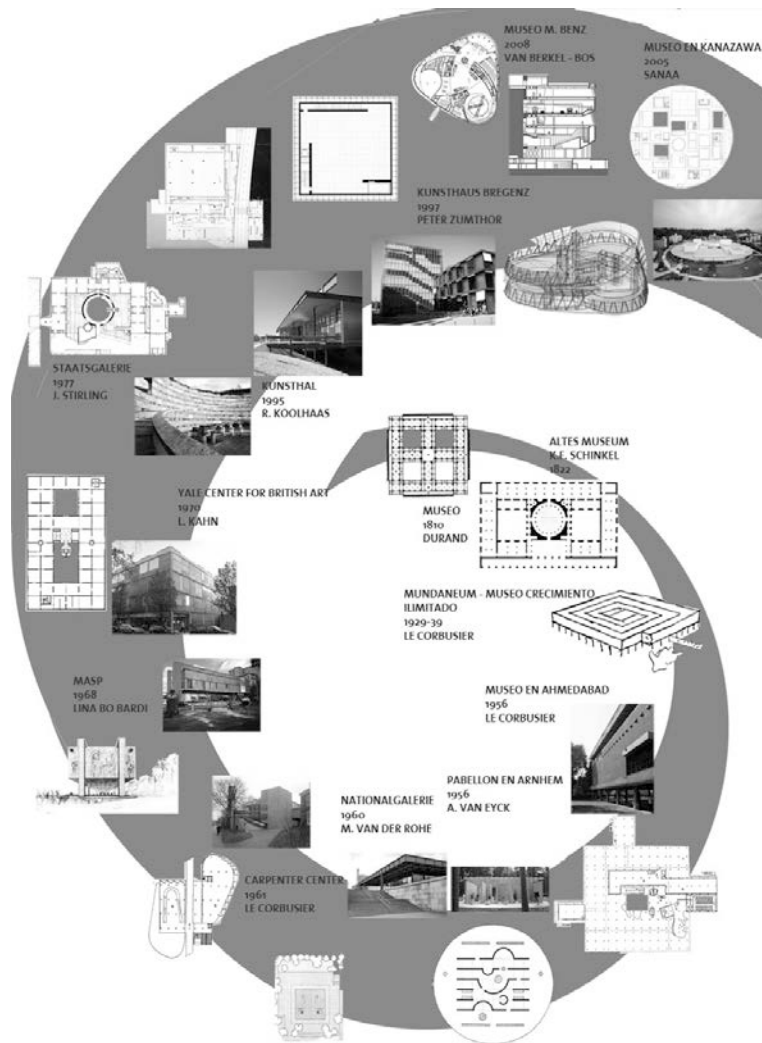 MUSEO M. BENZ
2008
VAN BERKEL - BOS
MUSEO EN KANAZAWA
2005
SANAA
KUNSTHAUS BREGENZ
1997
PETER ZUMTHOR
STAATSGALERIE
1977
J. STIRLING
KUNSTHAL
1995
R. KOOLHAAS
ALTES MUSEUM
K.F. SCHINKEL
1822
YALE CENTER FOR BRITISH ART
1970
L. KAHN
MUSEO
1810
DURAND
MUNDANEUM - MUSEO CRECIMIENTO
ILIMITADO
1929-39
LE CORBUSIER
MASP
1968
LINA BO BARDI
MUSEO EN AHMEDABAD
1956
LE CORBUSIER
PABELLON EN ARNHEM
1956
A. VAN EYCK
NATIONALGALERIE
1960
M. VAN DER ROHE
CARPENTER CENTER
1961
LE CORBUSIER